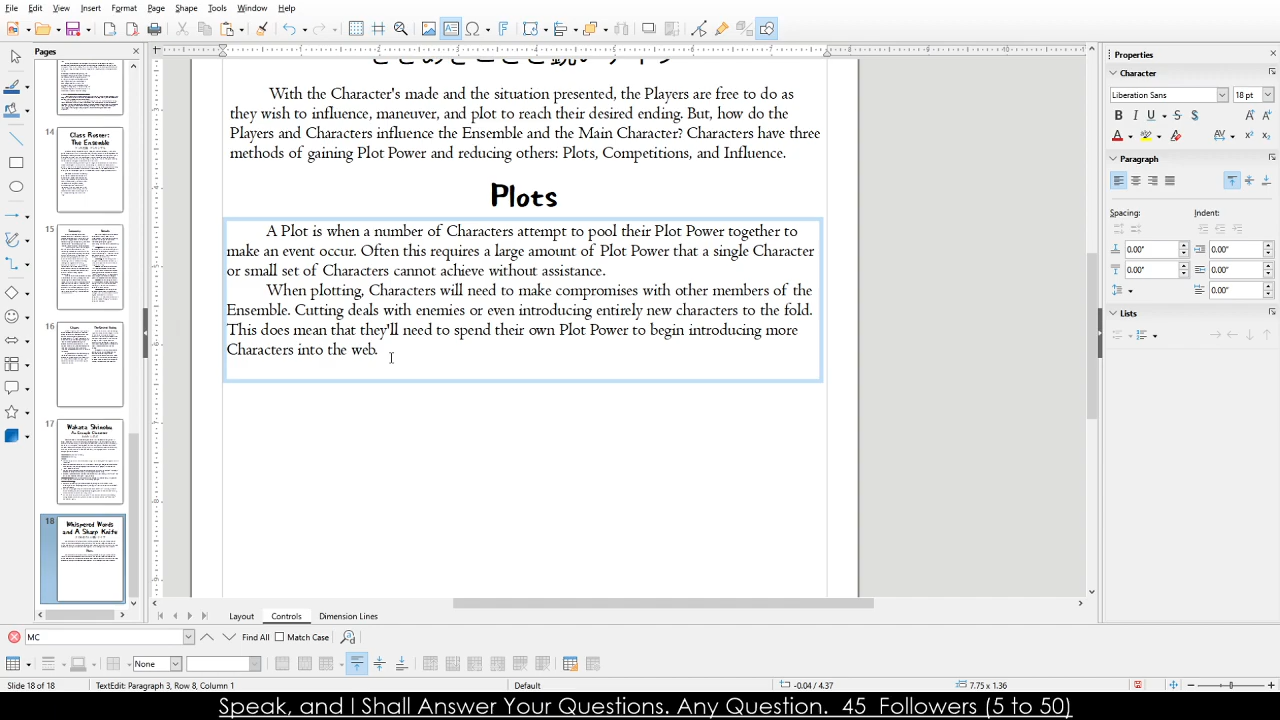 File Edit View Insert Format Page Shape Tools Window Help
Pages
Properties
Character
Liberation Sans
18 pt
Paragraph
Spacing:
Indent:
0.00"
0.00"
0.00"
0.00"
0.00"
Lists
14
Class Roster:
The Ensemble
15
16
17
Wakata Shinobu
18
Whispered Words
and A Sharp Knife
With the Character's made and the situation presented, the Players are free to do as
they wish to influence, maneuver, and plot to reach their desired ending. But, how do the
Players and Characters influence the Ensemble and the Main Character? Characters have three
methods of gaining Plot Power and reducing others: Plots, Competitions, and Influence.
Plots
A Plot is when a number of Characters attempt to pool their Plot Power together to
make an event occur. Often this requires a large amount of Plot Power that a single Character
or small set of Characters cannot achieve without assistance.
When plotting, Characters will need to make compromises with other members of the
Ensemble. Cutting deals with enemies or even introducing entirely new characters to the fold.
This does mean that they'll need to spend their own Plot Power to begin introducing more
Characters into the web.
Layout Controls Dimension Lines
MC
Find All Match Case
None
Slide 18 of 18 TextEdit: Paragraph 3, Row 8, Column 1 Default -0.04 / 4.37 7.75 x 1.36
Speak, and I Shall Answer Your Questions. Any Question. 45 Followers (5 to 50)